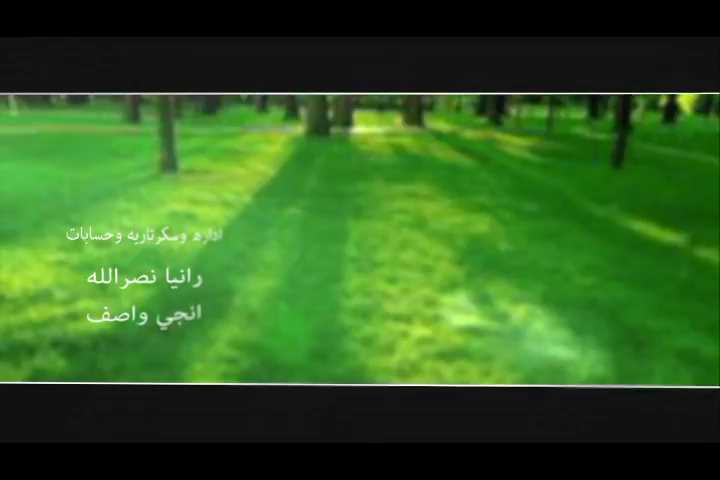 اداره وسكرتاريه وحسابات
رانيا نصرالله
انجي واصف